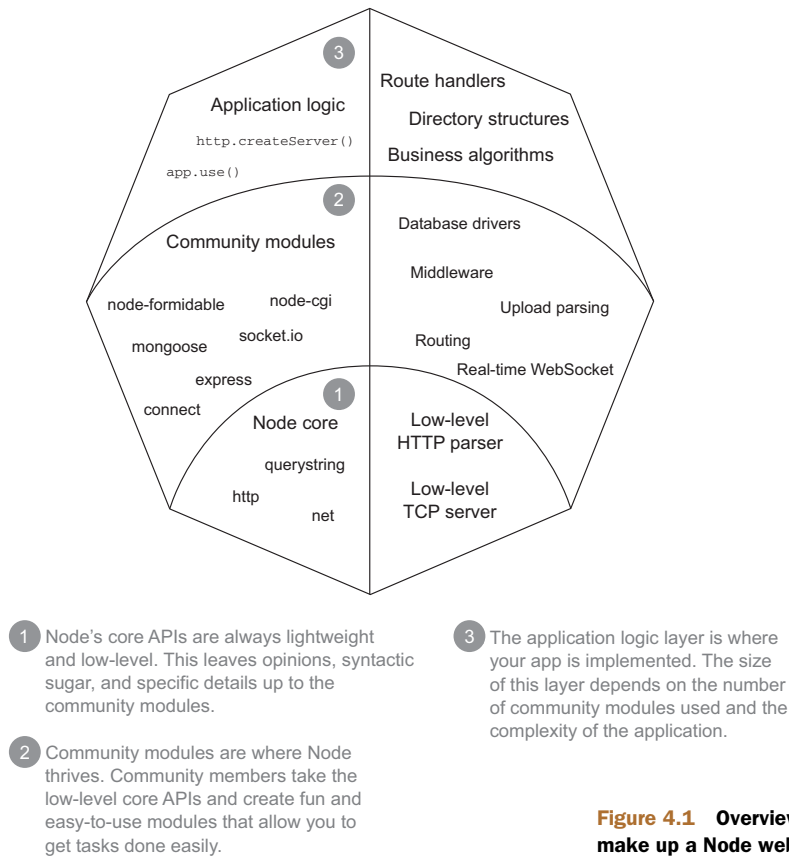 3
Application logic
http.createServer()
app.use()
Route handlers
Directory structures
Business algorithms
2
Community modules
node-formidable
node-cgi
mongoose
socket.io
express
connect
Database drivers
Middleware
Upload parsing
Routing
Real-time WebSocket
1
Node core
querystring
http
net
Low-level
HTTP parser
Low-level
TCP server
1 Node's core APIs are always lightweight
and low-level. This leaves opinions, syntactic
sugar, and specific details up to the
community modules.
2 Community modules are where Node
thrives. Community members take the
low-level core APIs and create fun and
easy-to-use modules that allow you to
get tasks done easily.
3 The application logic layer is where
your app is implemented. The size
of this layer depends on the number
of community modules used and the
complexity of the application.
Figure 4.1 Overview
make up a Node web